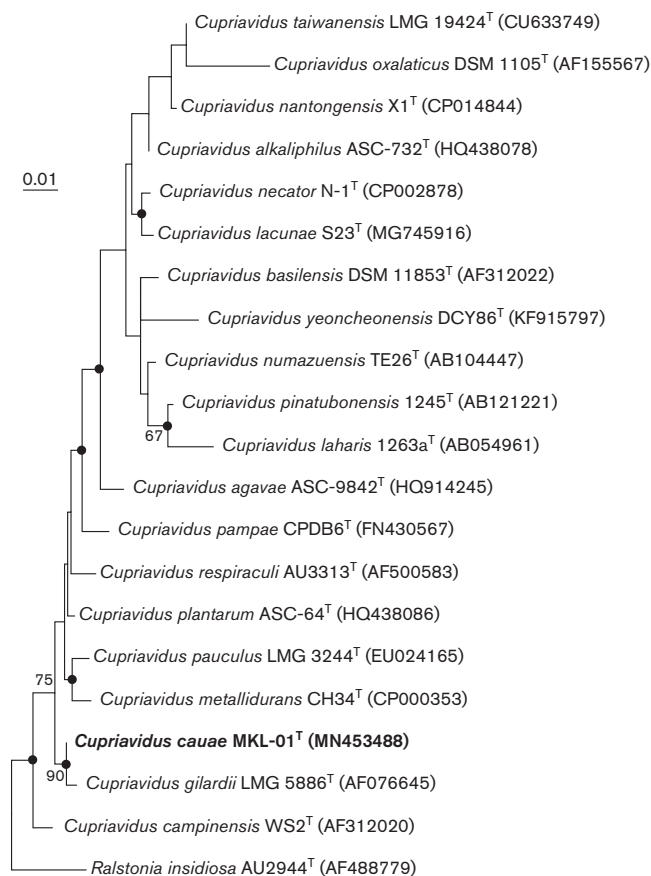 Cupriavidus taiwanensis LMG 19424ᵀ (CU633749)
Cupriavidus oxalaticus DSM 1105ᵀ (AF155567)
Cupriavidus nantongensis X1ᵀ (CP014844)
Cupriavidus alkaliphilus ASC-732ᵀ (HQ438078)
0.01
Cupriavidus necator N-1ᵀ (CP002878)
Cupriavidus lacunae S23ᵀ (MG745916)
Cupriavidus basilensis DSM 11853ᵀ (AF312022)
Cupriavidus yeoncheonensis DCY86ᵀ (KF915797)
Cupriavidus numazuensis TE26ᵀ (AB104447)
Cupriavidus pinatubonensis 1245ᵀ (AB121221)
67
Cupriavidus laharis 1263aᵀ (AB054961)
Cupriavidus agavae ASC-9842ᵀ (HQ914245)
Cupriavidus pampae CPDB6ᵀ (FN430567)
Cupriavidus respiraculi AU3313ᵀ (AF500583)
Cupriavidus plantarum ASC-64ᵀ (HQ438086)
Cupriavidus pauculus LMG 3244ᵀ (EU024165)
75
Cupriavidus metallidurans CH34ᵀ (CP000353)
Cupriavidus cauae MKL-01ᵀ (MN453488)
90
Cupriavidus gilardii LMG 5886ᵀ (AF076645)
Cupriavidus campinensis WS2ᵀ (AF312020)
Ralstonia insidiosa AU2944ᵀ (AF488779)